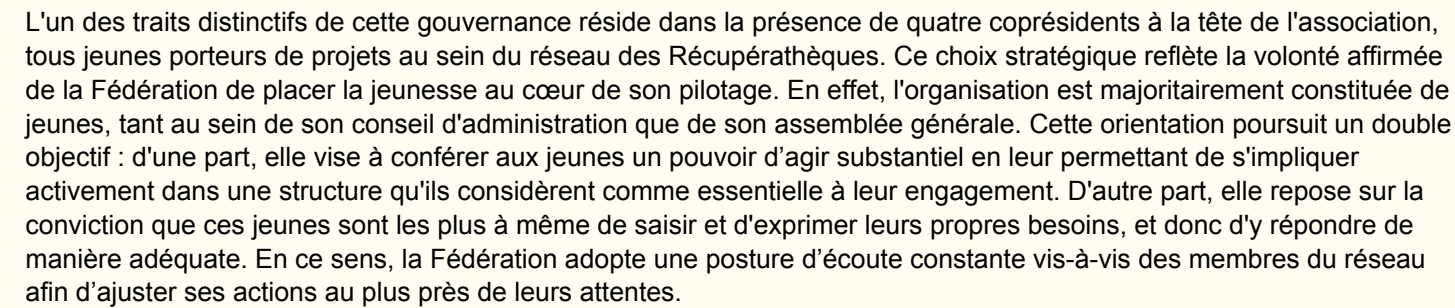 L'un des traits distinctifs de cette gouvernance réside dans la présence de quatre coprésidents à la tête de l'association,
tous jeunes porteurs de projets au sein du réseau des Récupérathèques. Ce choix stratégique reflète la volonté affirmée
de la Fédération de placer la jeunesse au cœur de son pilotage. En effet, l'organisation est majoritairement constituée de
jeunes, tant au sein de son conseil d'administration que de son assemblée générale. Cette orientation poursuit un double
objectif : d'une part, elle vise à conférer aux jeunes un pouvoir d’agir substantiel en leur permettant de s'impliquer
activement dans une structure qu'ils considèrent comme essentielle à leur engagement. D'autre part, elle repose sur la
conviction que ces jeunes sont les plus à même de saisir et d'exprimer leurs propres besoins, et donc d'y répondre de
manière adéquate. En ce sens, la Fédération adopte une posture d’écoute constante vis-à-vis des membres du réseau
afin d’ajuster ses actions au plus près de leurs attentes.